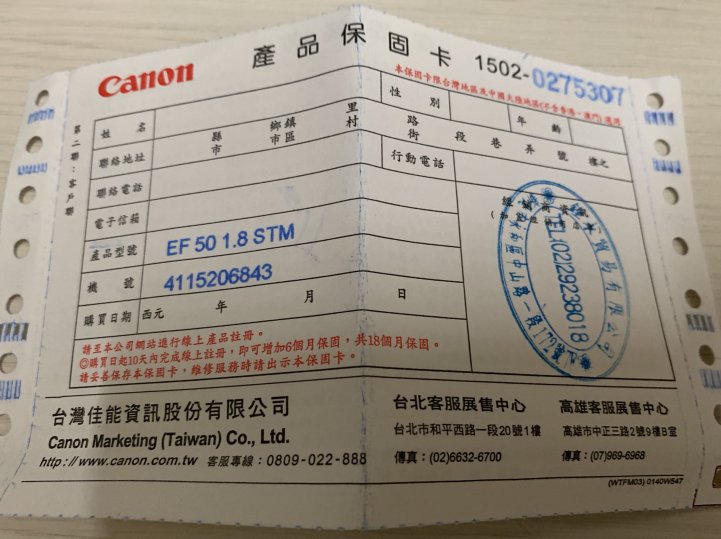 Canon 產品保固卡 1502-0275307
本保固卡限台灣地區及中國大陸地區(不含香港、澳門)適用
第二聯：客戶聯
姓名 性別 年齡
聯絡地址 縣市 鄉鎮市區 里村 路街 段 巷 弄 號 樓之
聯絡電話 行動電話
電子信箱
產品型號 EF 50 1.8 STM
機號 4115206843
購買日期 西元 年 月 日
TEL(02)29238018
中山路一段179號
有限公司
請至本公司網站進行線上產品註冊。
◎購買日起10天內完成線上註冊，即可增加6個月保固，共18個月保固。
請妥善保存本保固卡，維修服務時請出示本保固卡。
台灣佳能資訊股份有限公司
Canon Marketing (Taiwan) Co., Ltd.
http://www.canon.com.tw 客服專線：0809-022-888
台北客服展售中心
台北市和平西路一段20號1樓
傳真：(02)6632-6700
高雄客服展售中心
高雄市中正三路2號9樓B室
傳真：(07)969-6968
(WTFM03) 0140W547